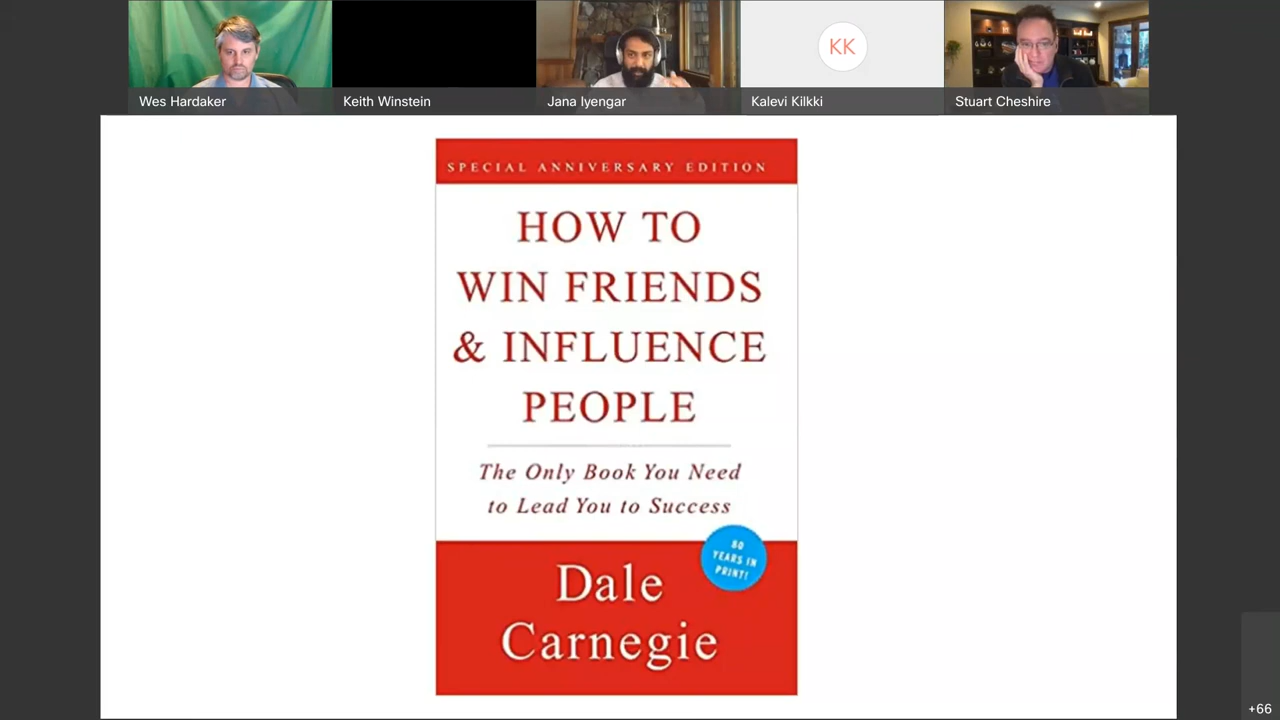 KK
Wes Hardaker
Keith Winstein
Jana Iyengar
Kalevi Kilkki
Stuart Cheshire
SPECIAL ANNIVERSARY EDITION
HOW TO
WIN FRIENDS
& INFLUENCE
PEOPLE
The Only Book You Need
to Lead You to Success
80
YEARS IN
PRINT!
Dale
Carnegie
+66